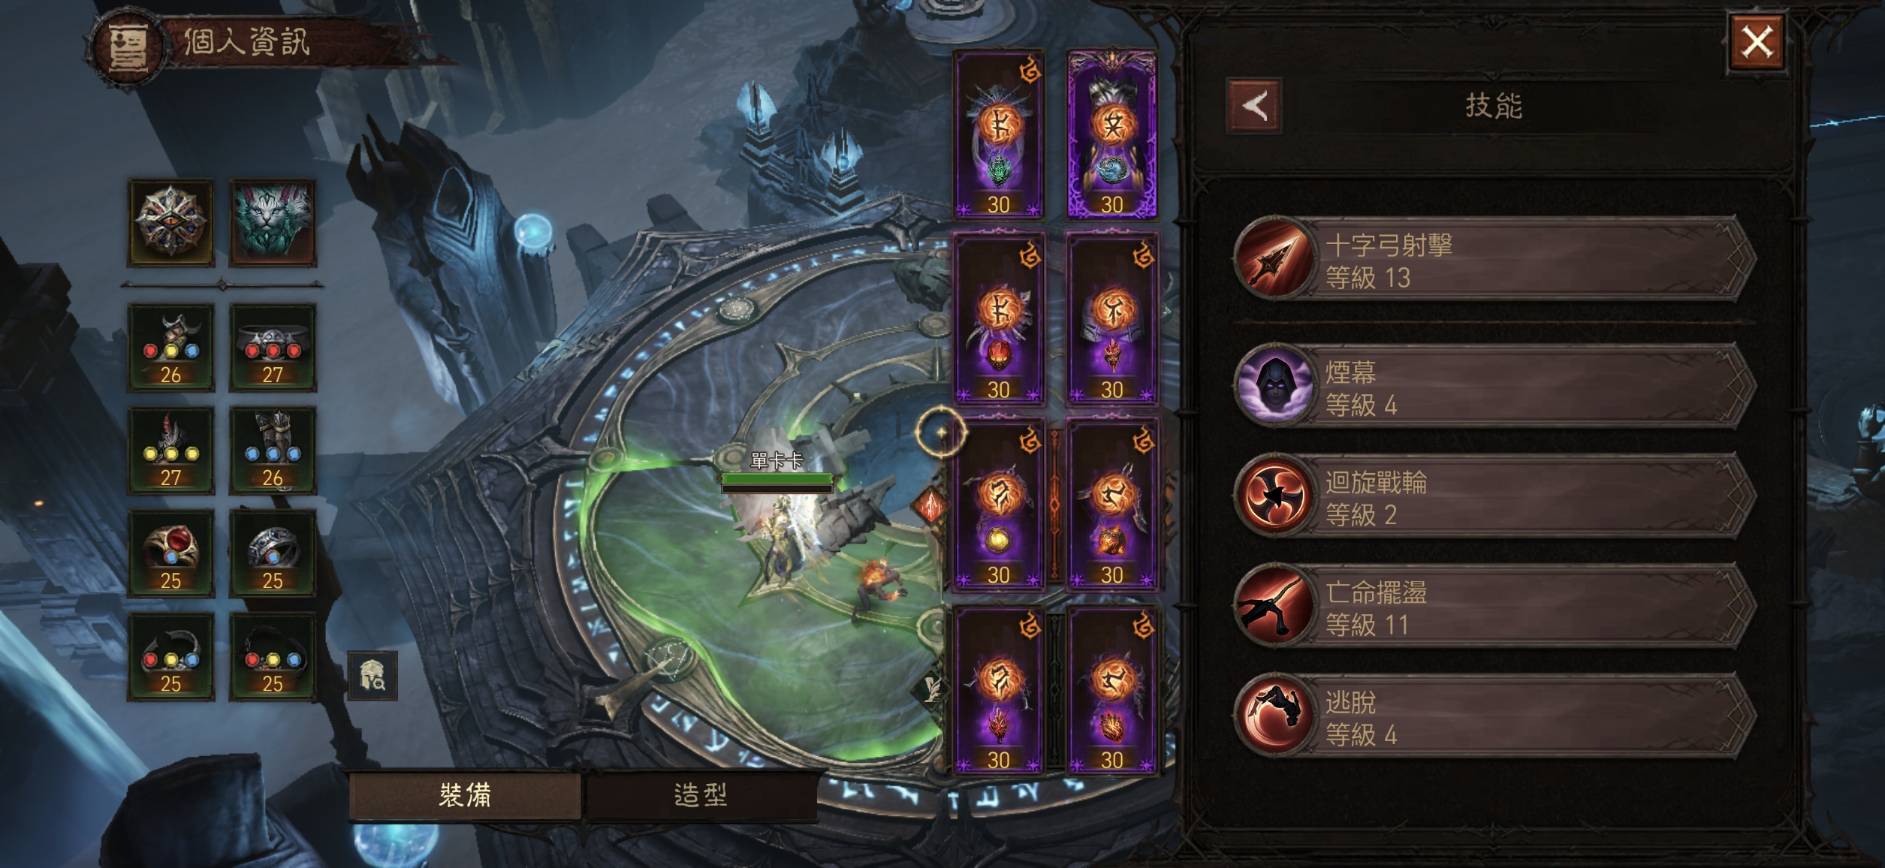 個人資訊
26
27
27
26
25
25
25
25
裝備
造型
單卡卡
30
30
30
30
30
30
30
30
技能
十字弓射擊
等級 13
煙幕
等級 4
迴旋戰輪
等級 2
亡命擺盪
等級 11
逃脫
等級 4